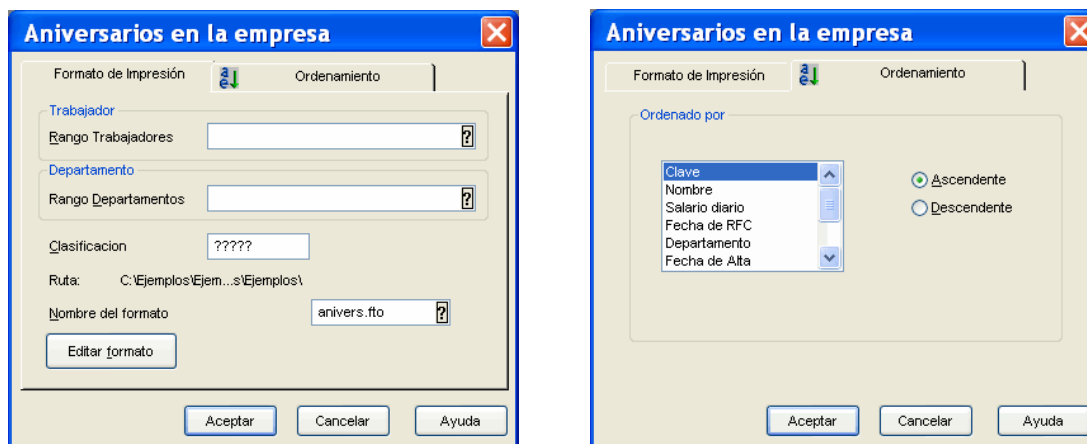 Aniversarios en la empresa
Formato de Impresión
Ordenamiento
Trabajador
Rango Trabajadores
?
Departamento
Rango Departamentos
?
Clasificacion
?????
Ruta: C:\Ejemplos\Ejem...s\Ejemplos\
Nombre del formato
anivers.fto
?
Editar formato
Aceptar
Cancelar
Ayuda
Aniversarios en la empresa
Formato de Impresión
Ordenamiento
Ordenado por
Clave
Nombre
Salario diario
Fecha de RFC
Departamento
Fecha de Alta
Ascendente
Descendente
Aceptar
Cancelar
Ayuda